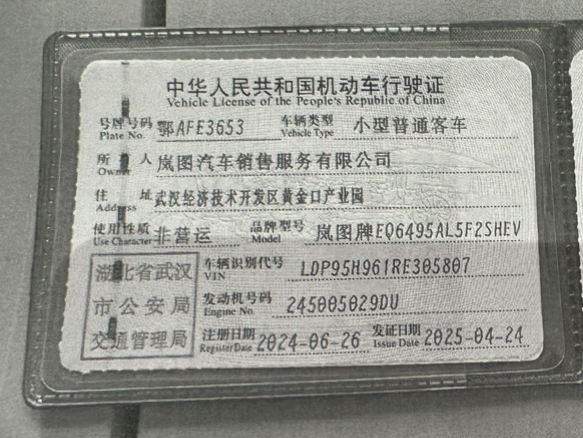 中华人民共和国机动车行驶证
Vehicle License of the People's Republic of China
号牌号码 鄂AFE3653 车辆类型 小型普通客车
Plate No. Vehicle Type
所 有 人 岚图汽车销售服务有限公司
Owner
住 址 武汉经济技术开发区黄金口产业园
Address
使用性质 非营运 品牌型号 岚图牌EQ6495AL5F2SHEV
Use Character Model
湖北省武汉 车辆识别代号 LDP95H961RE305807
VIN
市公安局 发动机号码 245005029DU
Engine No.
交通管理局 注册日期 2024-06-26 发证日期 2025-04-24
Register Date Issue Date